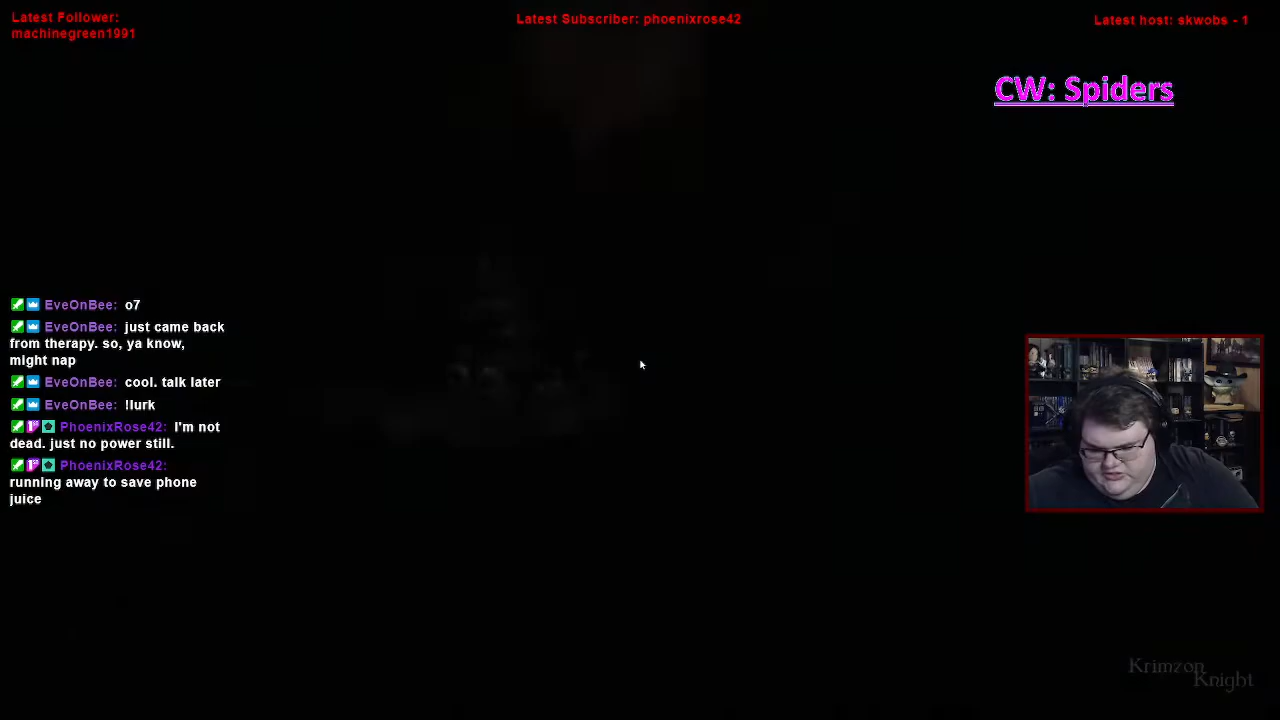 Latest Follower:
machinegreen1991
Latest Subscriber: phoenixrose42
Latest host: skwobs - 1
CW: Spiders
EveOnBee: o7
EveOnBee: just came back
from therapy. so, ya know,
might nap
EveOnBee: cool. talk later
EveOnBee: !lurk
PhoenixRose42: I'm not
dead. just no power still.
PhoenixRose42:
running away to save phone
juice
Krimzon
Knight